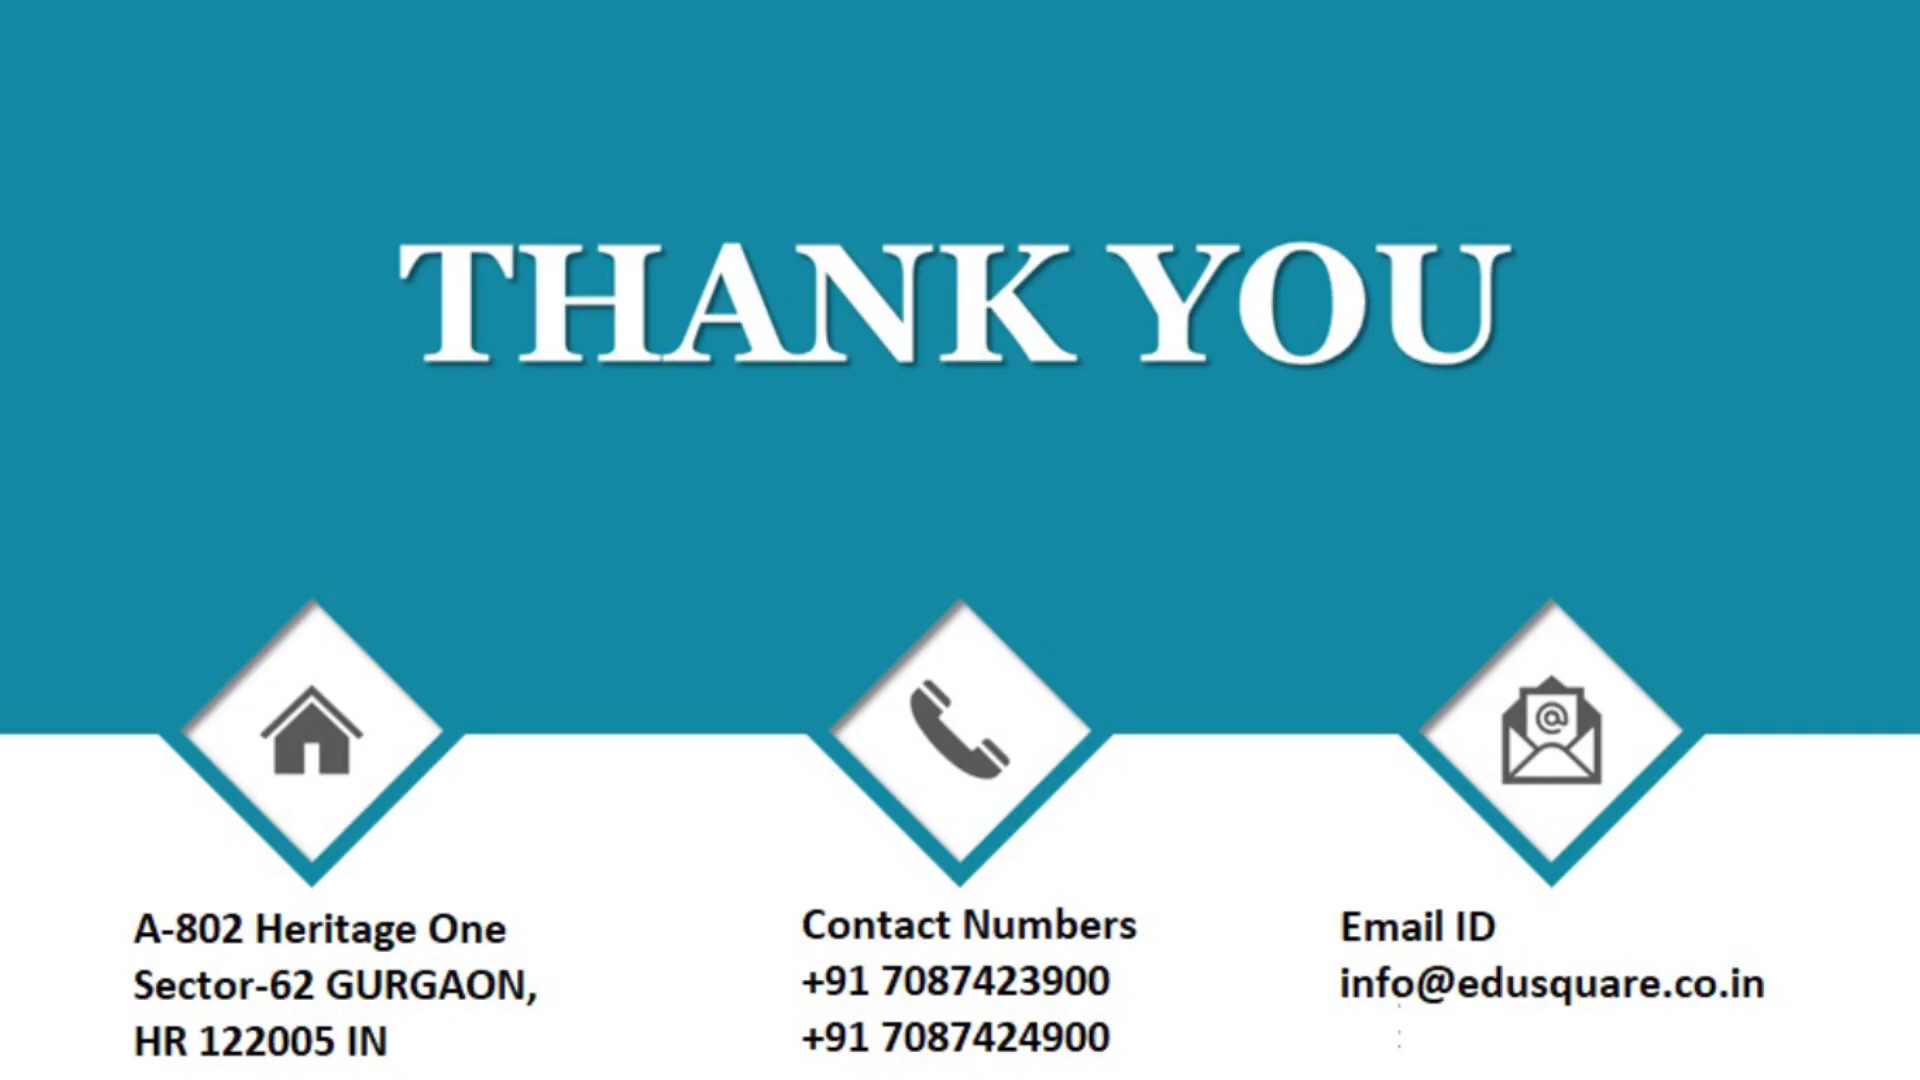 THANK YOU
A-802 Heritage One
Sector-62 GURGAON,
HR 122005 IN
Contact Numbers
+91 7087423900
+91 7087424900
Email ID
info@edusquare.co.in